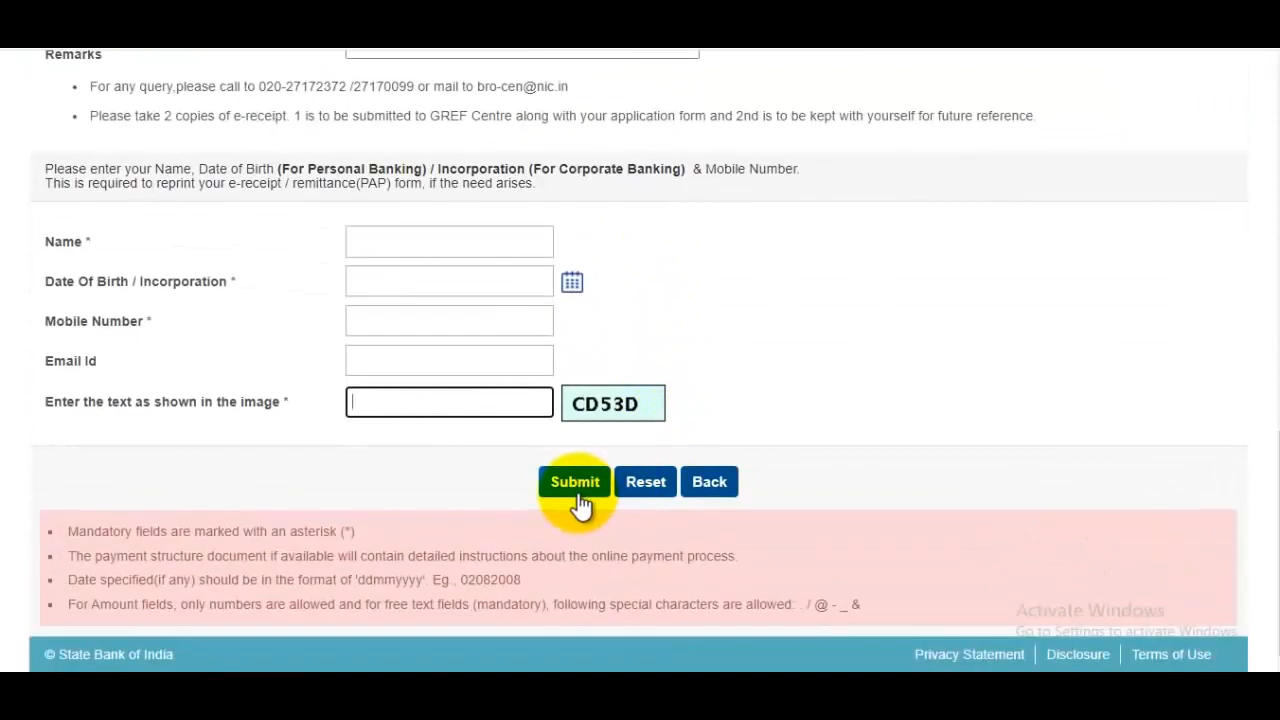 Remarks
For any query,please call to 020-27172372 /27170099 or mail to bro-cen@nic.in
Please take 2 copies of e-receipt. 1 is to be submitted to GREF Centre along with your application form and 2nd is to be kept with yourself for future reference.
Please enter your Name, Date of Birth (For Personal Banking) / Incorporation (For Corporate Banking) & Mobile Number.
This is required to reprint your e-receipt / remittance(PAP) form, if the need arises.
Name *
Date Of Birth / Incorporation *
Mobile Number *
Email Id
Enter the text as shown in the image * CD53D
Submit Reset Back
Mandatory fields are marked with an asterisk (*)
The payment structure document if available will contain detailed instructions about the online payment process.
Date specified(if any) should be in the format of 'ddmmyyyy'. Eg., 02082008
For Amount fields, only numbers are allowed and for free text fields (mandatory), following special characters are allowed: . / @ - _ &
Activate Windows
Go to Settings to activate Windows.
© State Bank of India Privacy Statement Disclosure Terms of Use